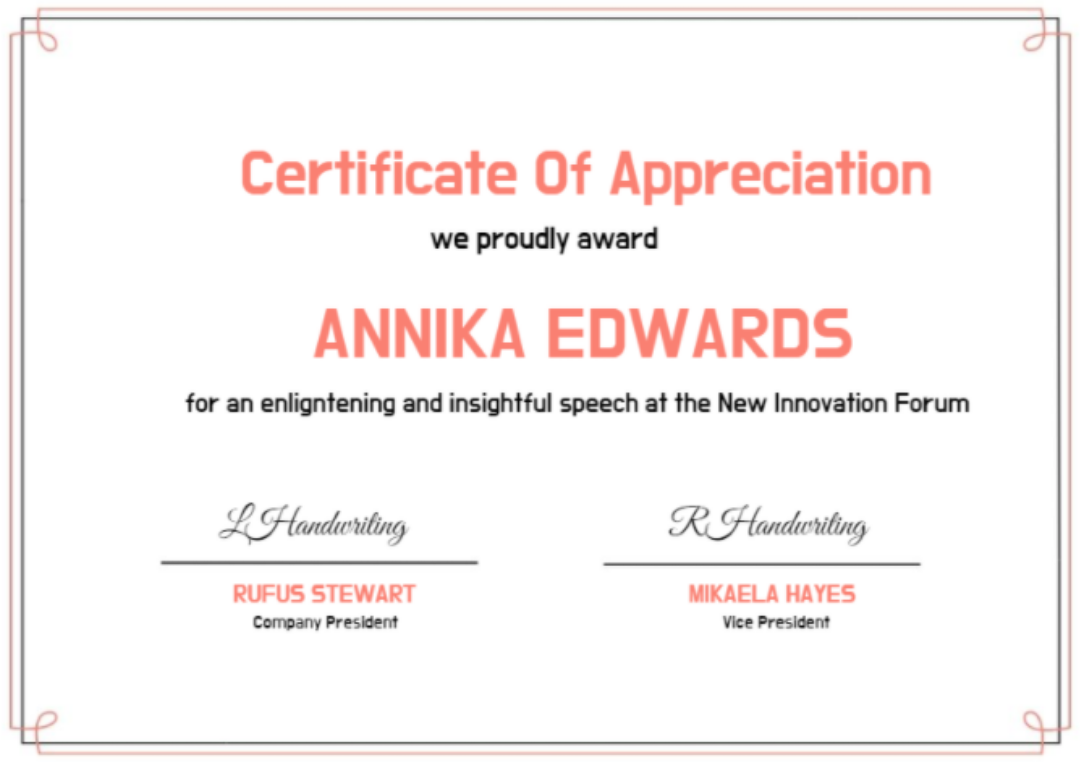 Certificate Of Appreciation
we proudly award
ANNIKA EDWARDS
for an enligntening and insightful speech at the New Innovation Forum
L Handwriting
R Handwriting
RUFUS STEWART
MIKAELA HAYES
Company President
Vice President